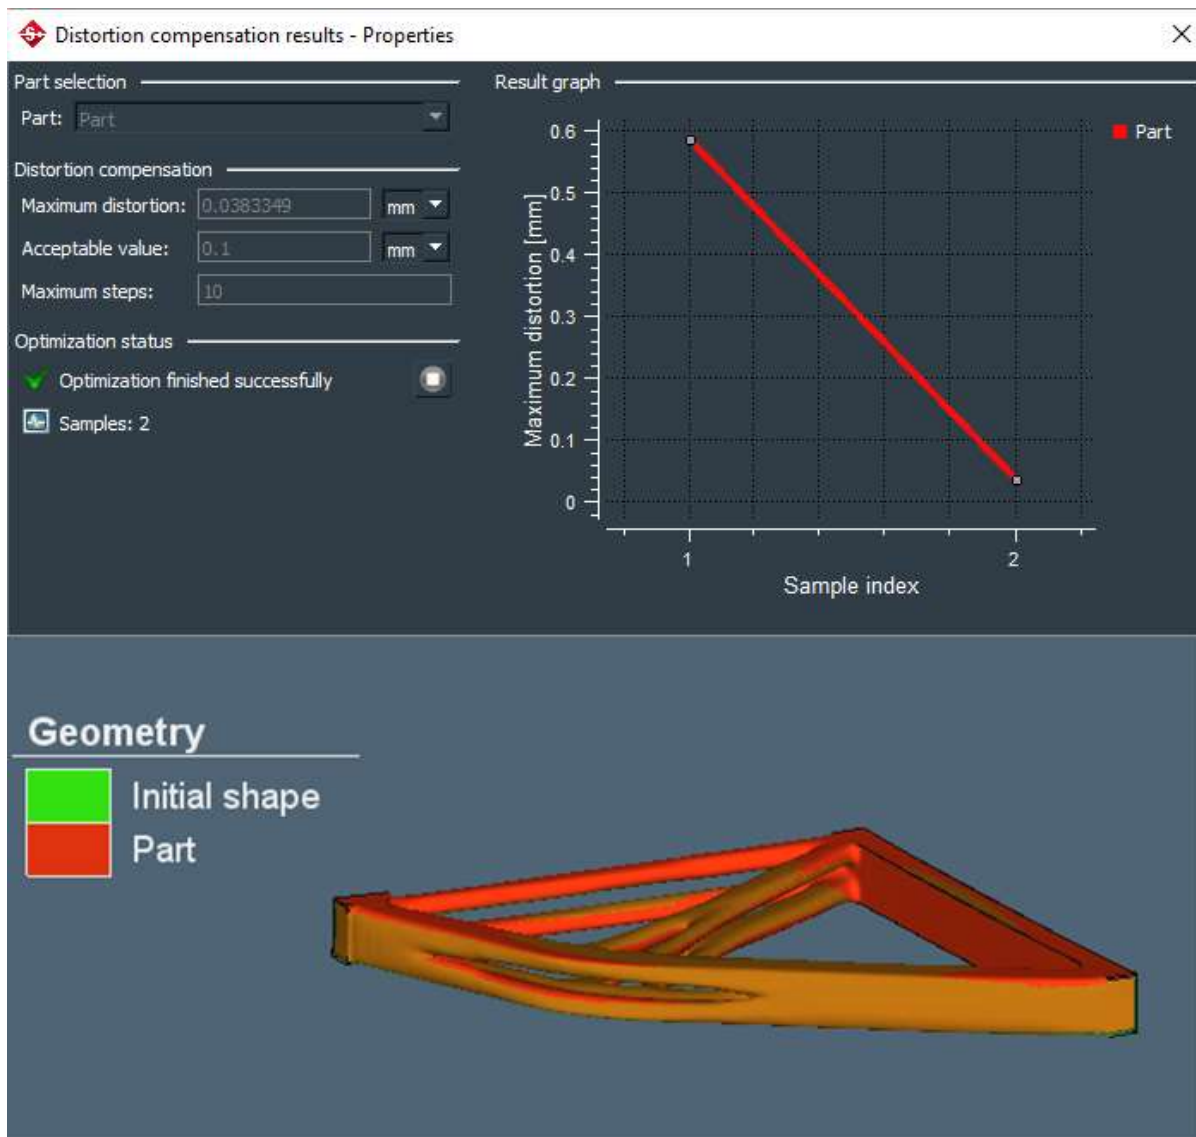 Distortion compensation results - Properties
Part selection
Part: Part
Distortion compensation
Maximum distortion: 0.0383349 mm
Acceptable value: 0.1 mm
Maximum steps: 10
Optimization status
Optimization finished successfully
Samples: 2
Result graph
0.6
0.5
0.4
0.3
0.2
0.1
0
Maximum distortion [mm]
1 2
Sample index
Part
Geometry
Initial shape
Part